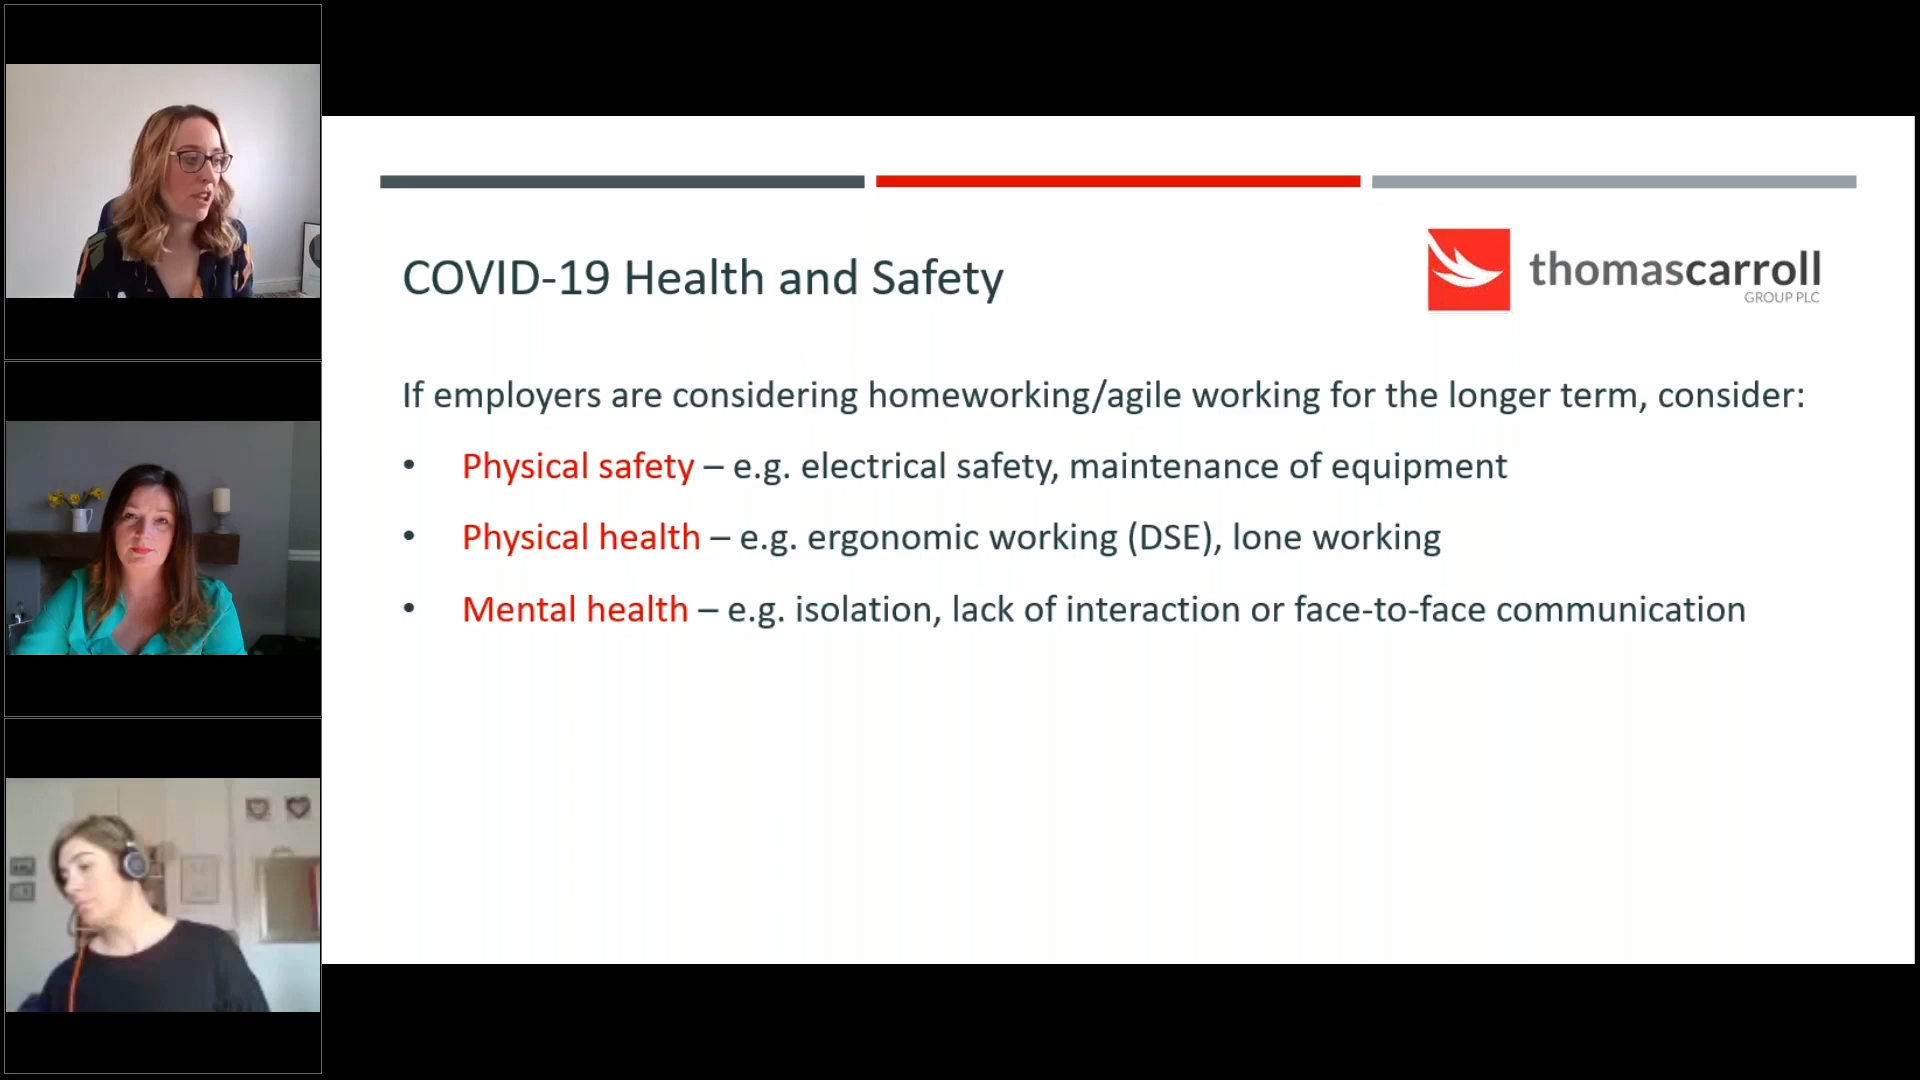 COVID-19 Health and Safety
thomascarroll
GROUP PLC
If employers are considering homeworking/agile working for the longer term, consider:
• Physical safety – e.g. electrical safety, maintenance of equipment
• Physical health – e.g. ergonomic working (DSE), lone working
• Mental health – e.g. isolation, lack of interaction or face-to-face communication